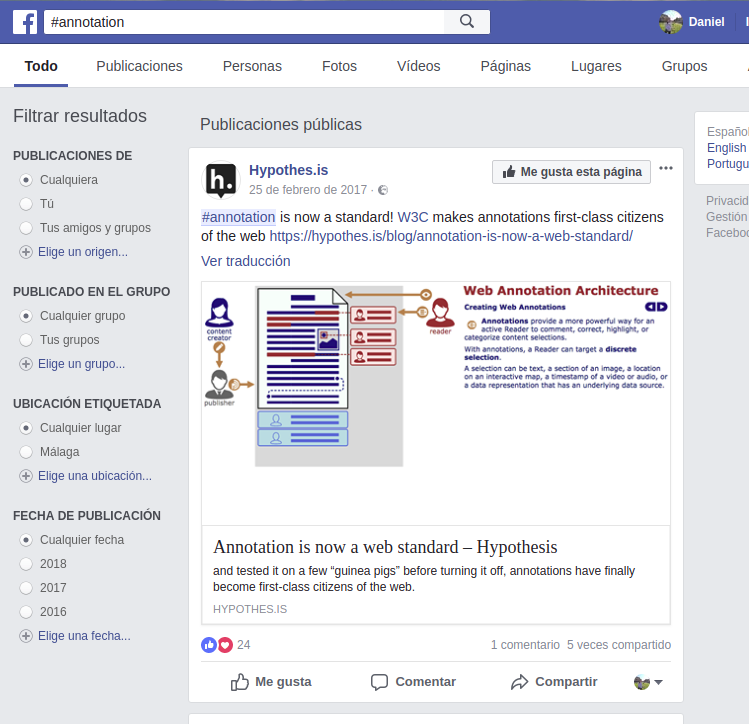 #annotation
Daniel
Todo
Publicaciones
Personas
Fotos
Vídeos
Páginas
Lugares
Grupos
Filtrar resultados
PUBLICACIONES DE
Cualquiera
Tú
Tus amigos y grupos
Elige un origen...
PUBLICADO EN EL GRUPO
Cualquier grupo
Tus grupos
Elige un grupo...
UBICACIÓN ETIQUETADA
Cualquier lugar
Málaga
Elige una ubicación...
FECHA DE PUBLICACIÓN
Cualquier fecha
2018
2017
2016
Elige una fecha...
Publicaciones públicas
h.
Hypothes.is
25 de febrero de 2017 ·
Me gusta esta página
#annotation is now a standard! W3C makes annotations first-class citizens
of the web https://hypothes.is/blog/annotation-is-now-a-web-standard/
Ver traducción
content
creator
publisher
reader
Web Annotation Architecture
Creating Web Annotations
Annotations provide a more powerful way for an
active Reader to comment, correct, highlight, or
categorize content selections.
With annotations, a Reader can target a discrete
selection.
A selection can be text, a section of an image, a location
on an interactive map, a timestamp of a video or audio, or
a data representation that has an underlying data source.
Annotation is now a web standard – Hypothesis
and tested it on a few “guinea pigs” before turning it off, annotations have finally
become first-class citizens of the web.
HYPOTHES.IS
24
1 comentario 5 veces compartido
Me gusta
Comentar
Compartir
Español
English
Portugu
Privacid
Gestión
Faceboo